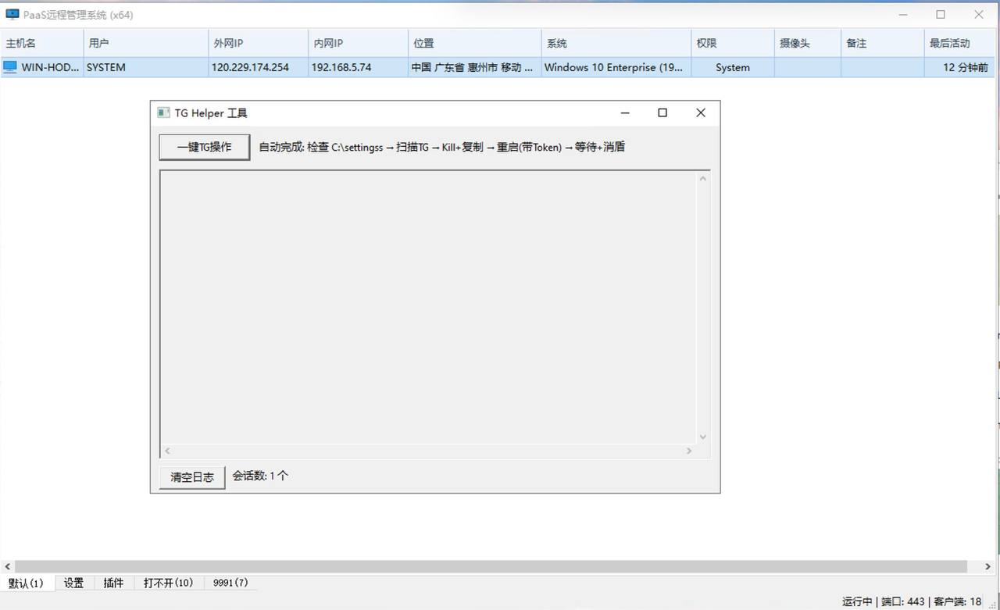 PaaS远程管理系统 (x64)
主机名 用户 外网IP 内网IP 位置 系统 权限 摄像头 备注 最后活动
WIN-HOD... SYSTEM 120.229.174.254 192.168.5.74 中国 广东省 惠州市 移动 ... Windows 10 Enterprise (19... System 12 分钟前
TG Helper 工具
一键TG操作 自动完成: 检查 C:\settingss → 扫描TG → Kill+复制 → 重启(带Token) → 等待+消盾
清空日志 会话数: 1 个
默认(1) 设置 插件 打不开(10) 9991(7)
运行中 | 端口: 443 | 客户端: 18